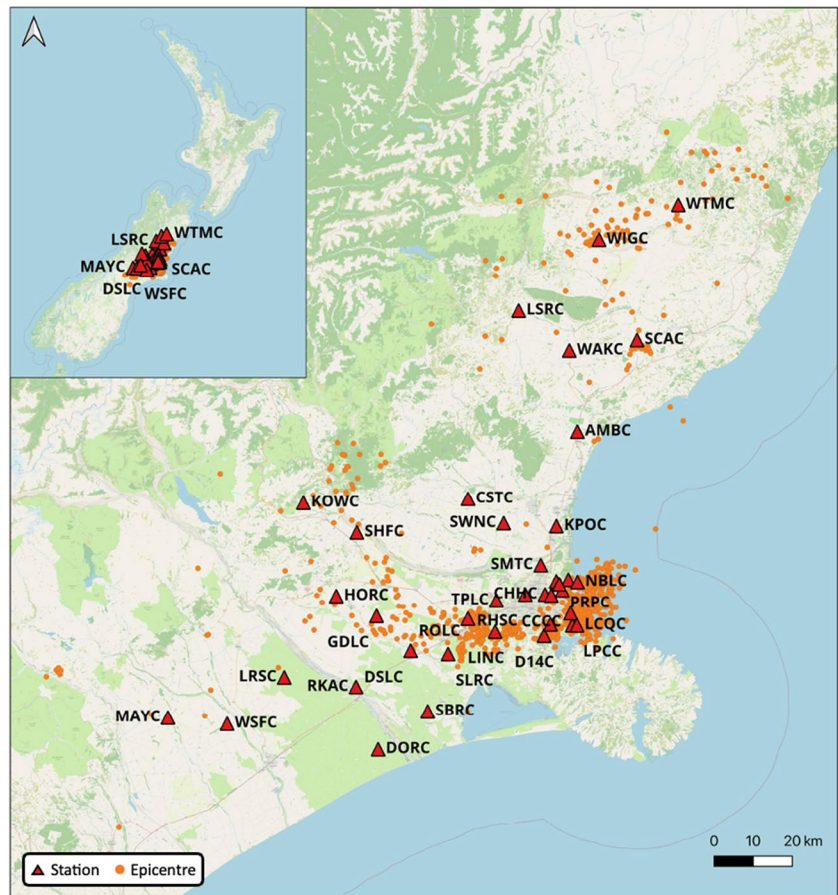 WTMC
LSRC
MAYC
SCAC
DSLC
WSFC
WTMC
WIGC
LSRC
SCAC
WAKC
AMBC
CSTC
KOWC
SWNC
KPOC
SHFC
SMTC
NBLC
HORC
TPLC
CHHC
PRPC
RHSC
CCCC
LCQC
ROLC
GDLC
LPCC
LINC
D14C
LRSC
DSLC
SLRC
RKAC
SBRC
MAYC
WSFC
DORC
0 10 20 km
Station Epicentre